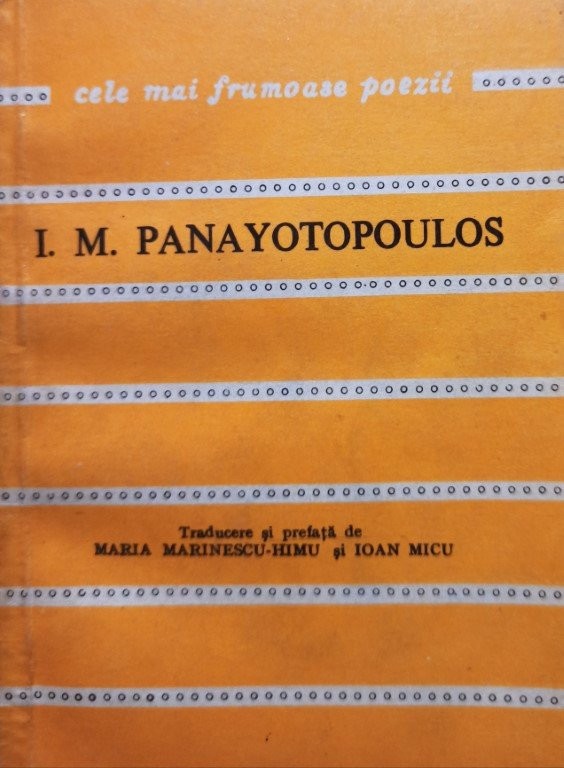 cele mai frumoase poezii
I. M. PANAYOTOPOULOS
Traducere și prefață de
MARIA MARINESCU-HIMU și IOAN MICU